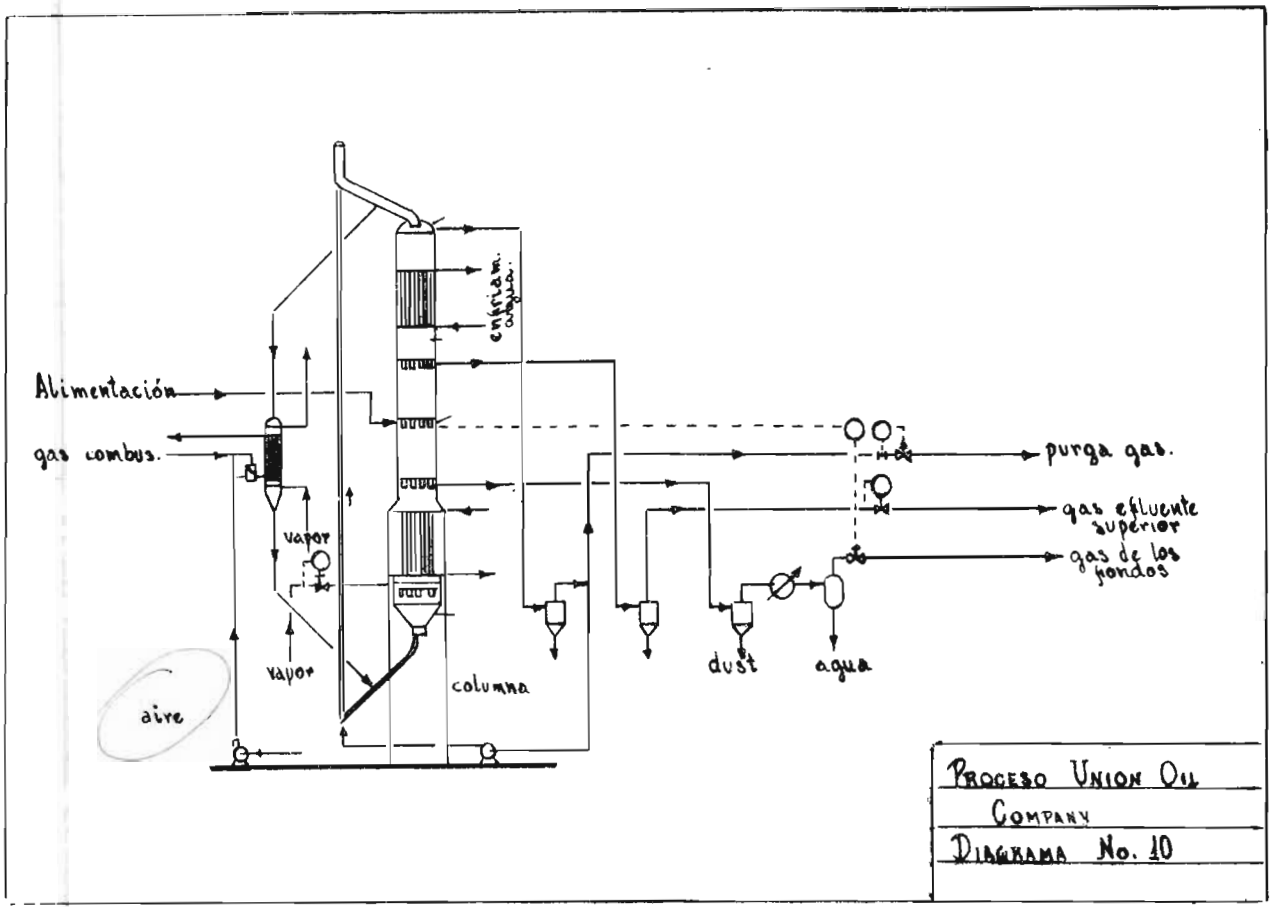 enfriam.
agua.
Alimentación
gas combus.
purga gas.
gas efluente
superior
gas de los
fondos
vapor
vapor
dust
agua
columna
aire
PROCESO UNION OIL
COMPANY
DIAGRAMA No. 10